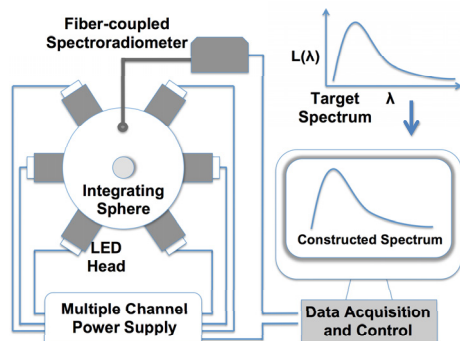 Fiber-coupled
Spectroradiometer
L(λ)
Target λ
Spectrum
Integrating
Sphere
Constructed Spectrum
LED
Head
Multiple Channel
Power Supply
Data Acquisition
and Control